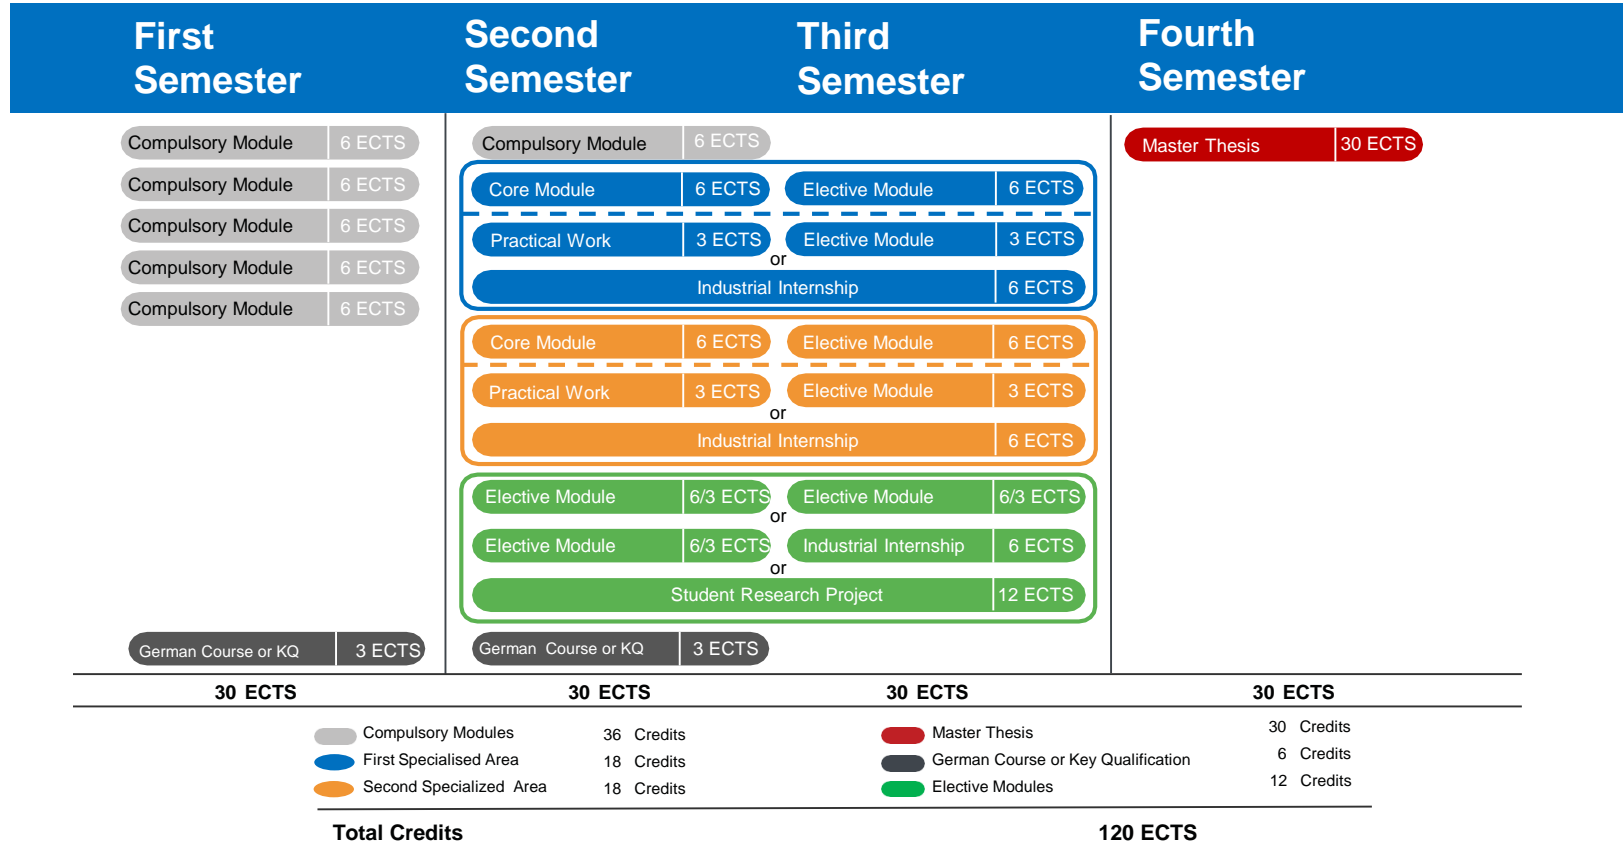 First Semester
Second Semester
Third Semester
Fourth Semester
Compulsory Module 6 ECTS
Compulsory Module 6 ECTS
Compulsory Module 6 ECTS
Compulsory Module 6 ECTS
Compulsory Module 6 ECTS
German Course or KQ 3 ECTS
Compulsory Module 6 ECTS
Core Module 6 ECTS
Elective Module 6 ECTS
Practical Work 3 ECTS
Elective Module 3 ECTS
or
Industrial Internship 6 ECTS
Core Module 6 ECTS
Elective Module 6 ECTS
Practical Work 3 ECTS
Elective Module 3 ECTS
or
Industrial Internship 6 ECTS
Elective Module 6/3 ECTS
Elective Module 6/3 ECTS
or
Elective Module 6/3 ECTS
Industrial Internship 6 ECTS
or
Student Research Project 12 ECTS
German Course or KQ 3 ECTS
Master Thesis 30 ECTS
30 ECTS 30 ECTS 30 ECTS 30 ECTS
Compulsory Modules 36 Credits
First Specialised Area 18 Credits
Second Specialized Area 18 Credits
Master Thesis 30 Credits
German Course or Key Qualification 6 Credits
Elective Modules 12 Credits
Total Credits 120 ECTS